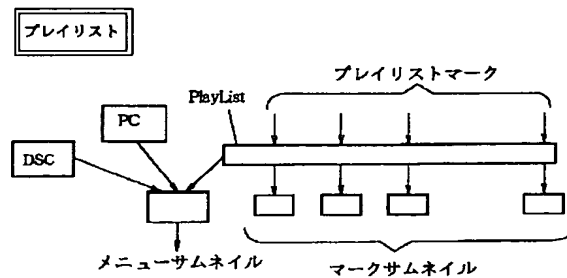 プレイリスト
プレイリストマーク
PlayList
PC
DSC
メニューサムネイル
マークサムネイル